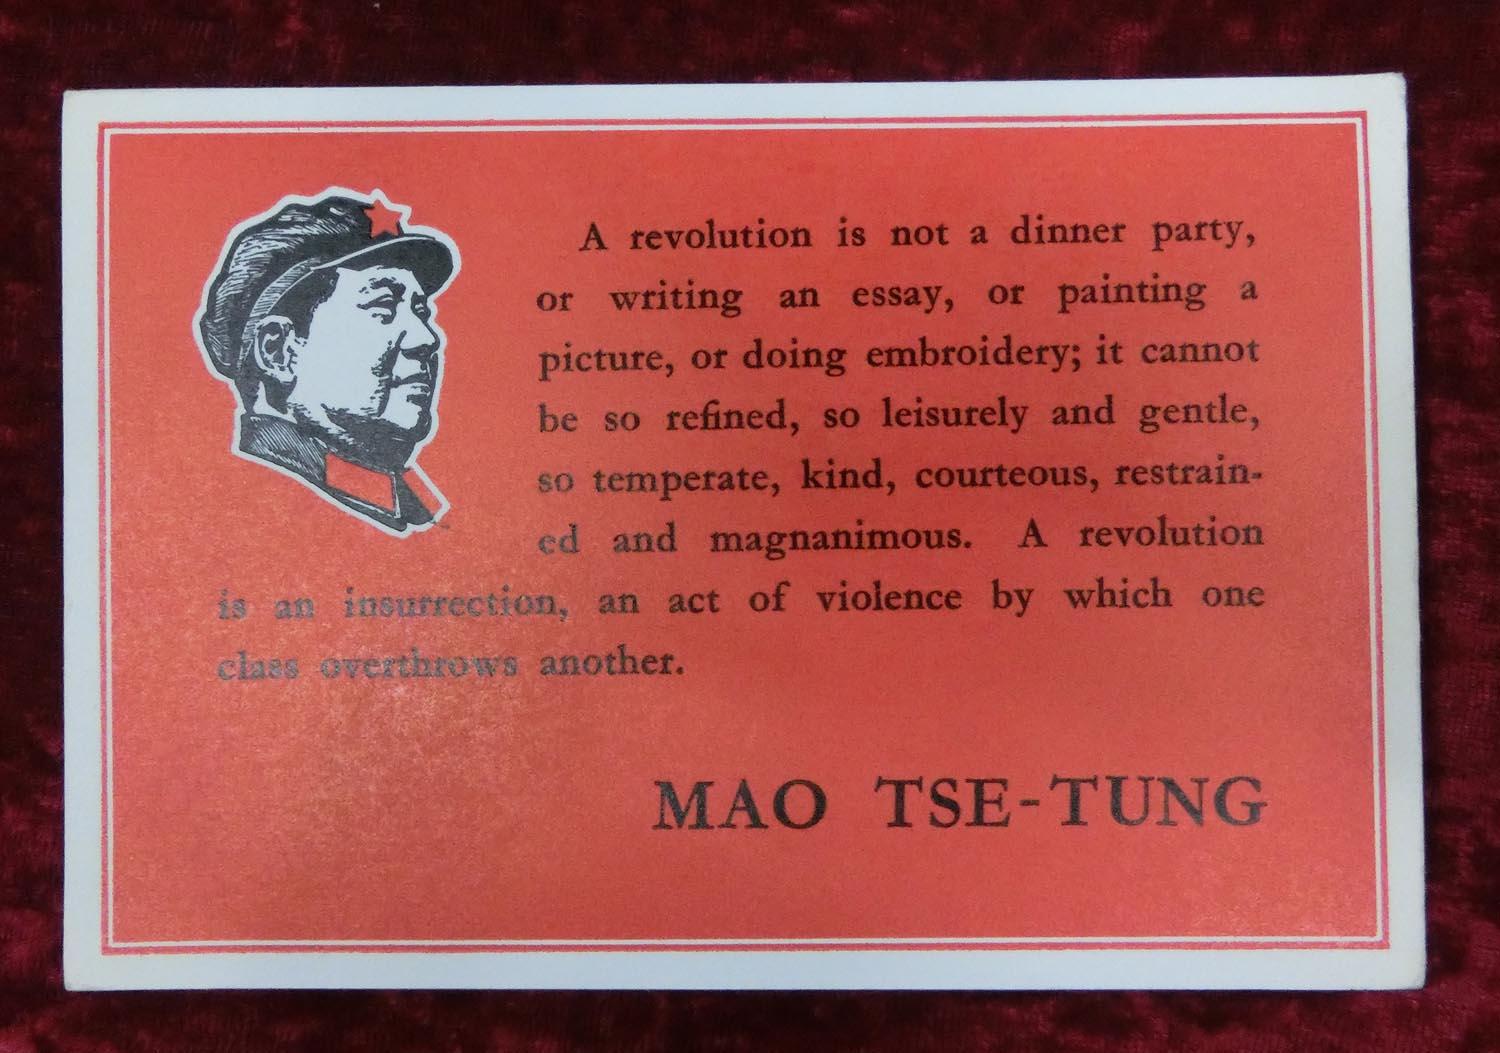 A revolution is not a dinner party,
or writing an essay, or painting a
picture, or doing embroidery; it cannot
be so refined, so leisurely and gentle,
so temperate, kind, courteous, restrain-
ed and magnanimous. A revolution
is an insurrection, an act of violence by which one
class overthrows another.
MAO TSE-TUNG